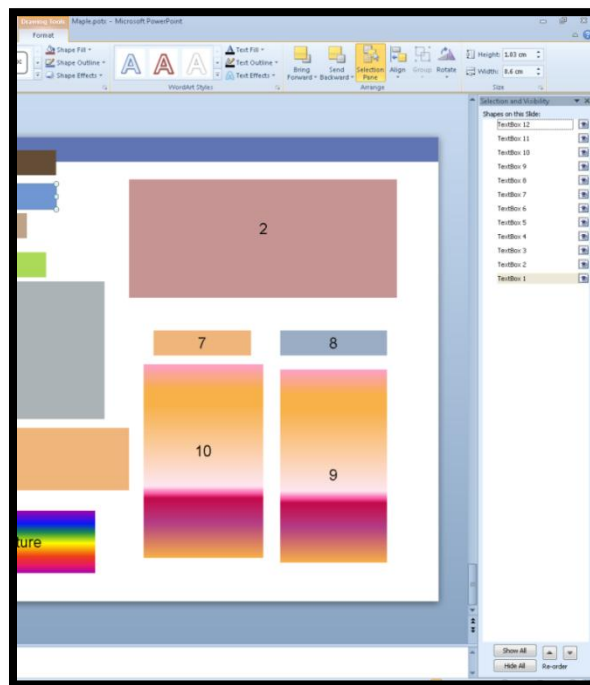 Drawing Tools Maple.potx - Microsoft PowerPoint
Format
Shape Fill
Shape Outline
Shape Effects
A A A
Text Fill
Text Outline
Text Effects
WordArt Styles
Bring Forward
Send Backward
Selection Pane
Align
Group
Rotate
Arrange
Height: 1.03 cm
Width: 8.6 cm
Size
Selection and Visibility
Shapes on this Slide:
TextBox 12
TextBox 11
TextBox 10
TextBox 9
TextBox 8
TextBox 7
TextBox 6
TextBox 5
TextBox 4
TextBox 3
TextBox 2
TextBox 1
2
7
8
10
9
ture
Show All
Hide All
Re-order